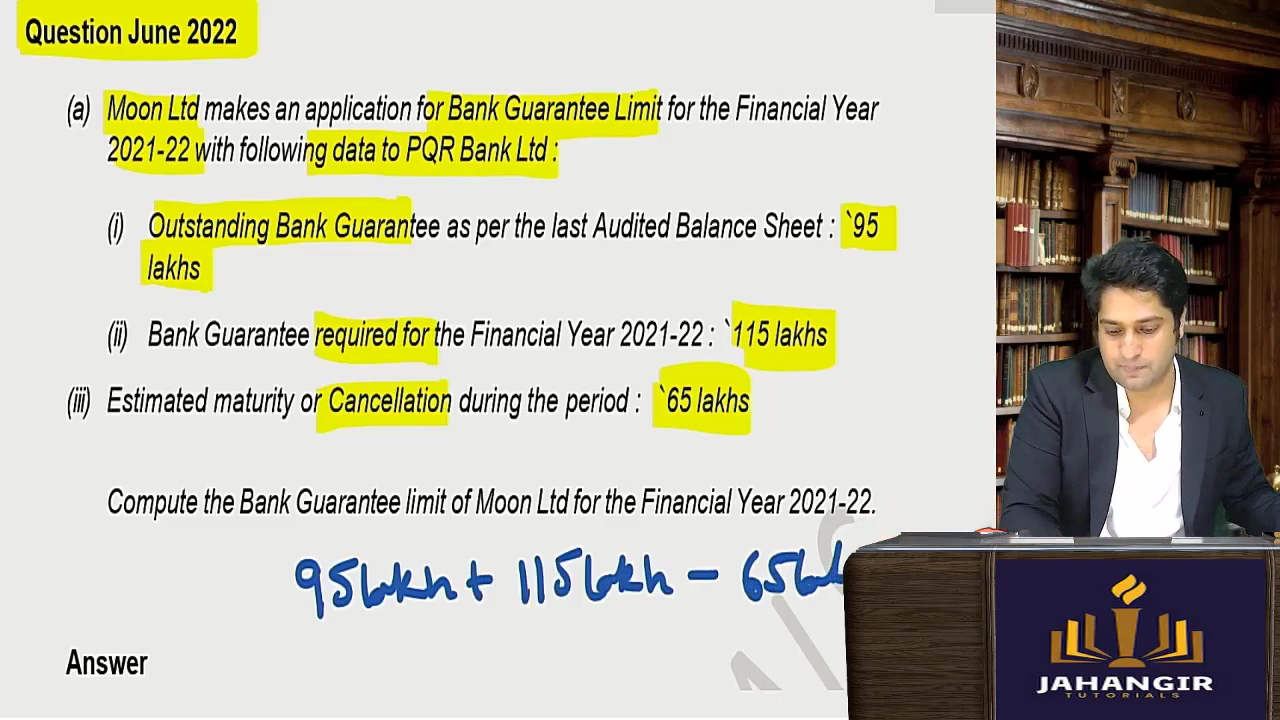 Question June 2022
(a) Moon Ltd makes an application for Bank Guarantee Limit for the Financial Year
2021-22 with following data to PQR Bank Ltd :
(i) Outstanding Bank Guarantee as per the last Audited Balance Sheet : `95
lakhs
(ii) Bank Guarantee required for the Financial Year 2021-22 : `115 lakhs
(iii) Estimated maturity or Cancellation during the period : `65 lakhs
Compute the Bank Guarantee limit of Moon Ltd for the Financial Year 2021-22.
95 lakh + 115 lakh - 65
Answer
JAHANGIR
TUTORIALS